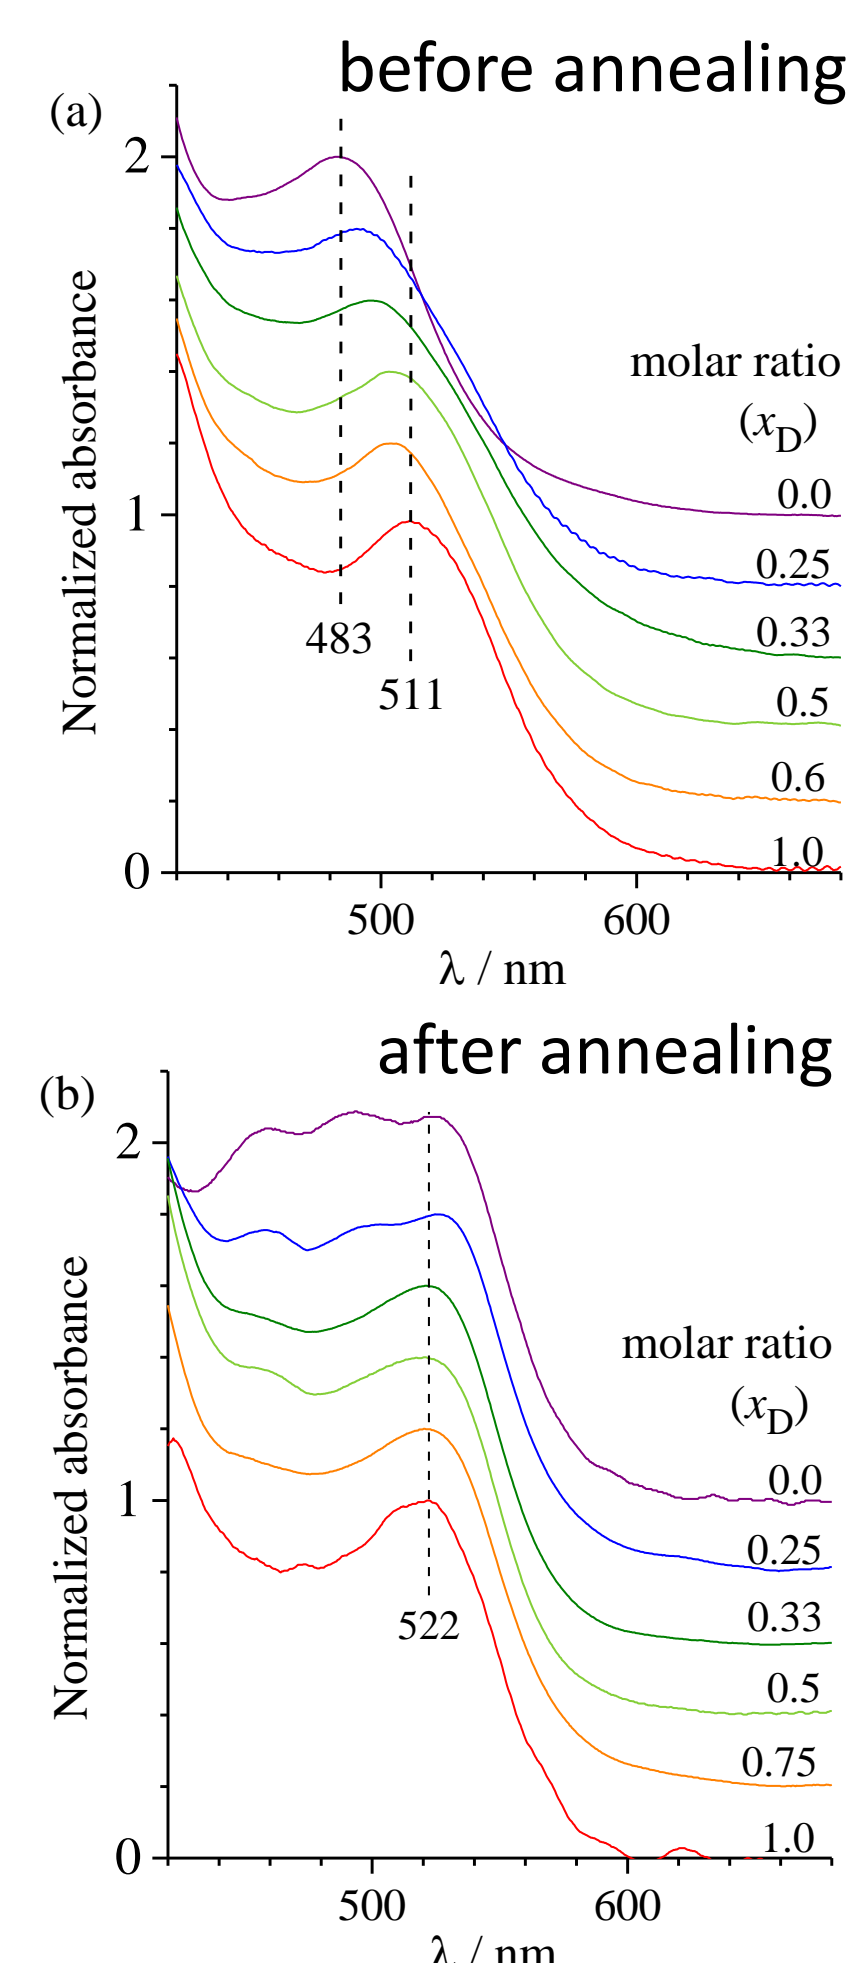 before annealing
(a)
2
1
0
Normalized absorbance
483
511
molar ratio
(xD)
0.0
0.25
0.33
0.5
0.6
1.0
500
600
λ / nm
after annealing
(b)
2
1
0
Normalized absorbance
522
molar ratio
(xD)
0.0
0.25
0.33
0.5
0.75
1.0
500
600
λ / nm